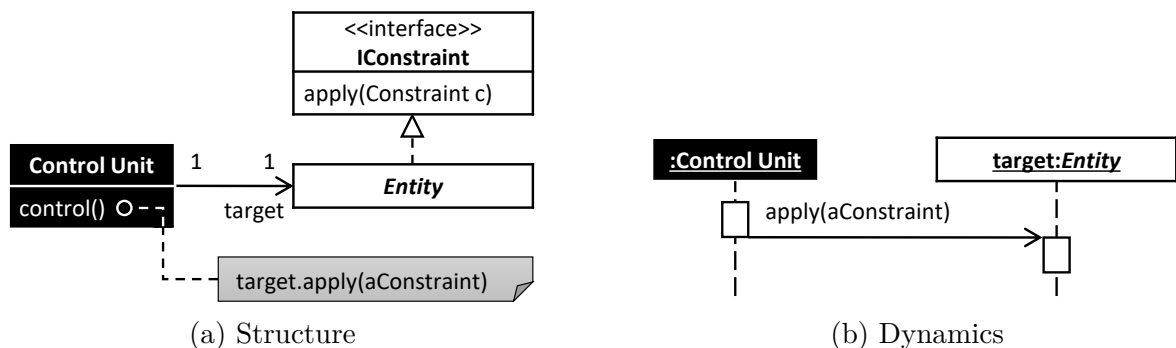 <<interface>>
IConstraint
apply(Constraint c)
Control Unit
control()
1
1
target
Entity
target.apply(aConstraint)
(a) Structure
:Control Unit
target:Entity
apply(aConstraint)
(b) Dynamics